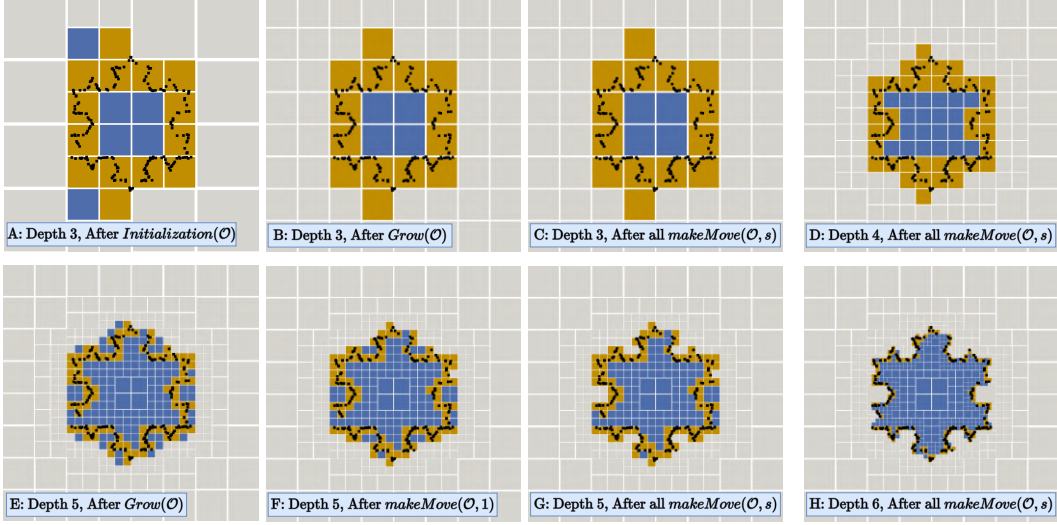 A: Depth 3, After Initialization(𝒪)
B: Depth 3, After Grow(𝒪)
C: Depth 3, After all makeMove(𝒪, s)
D: Depth 4, After all makeMove(𝒪, s)
E: Depth 5, After Grow(𝒪)
F: Depth 5, After makeMove(𝒪, 1)
G: Depth 5, After all makeMove(𝒪, s)
H: Depth 6, After all makeMove(𝒪, s)